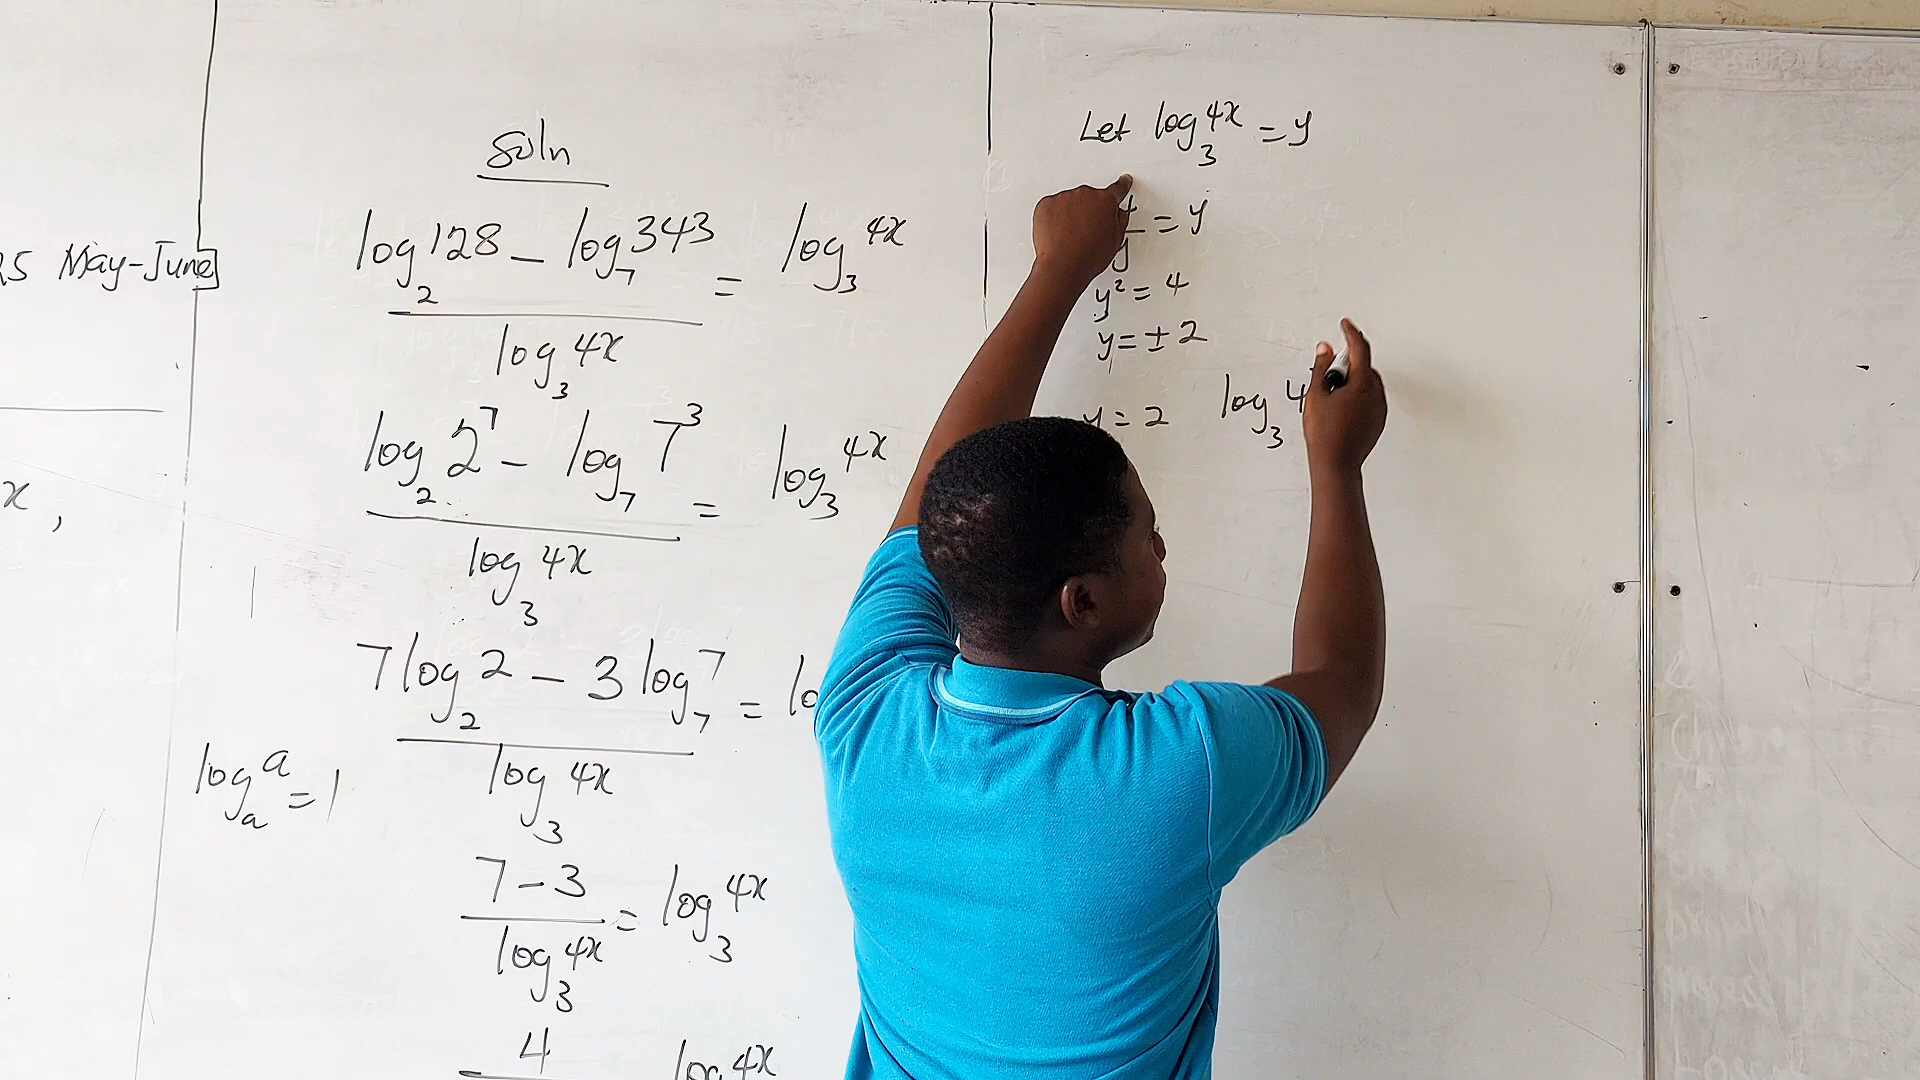 25 May-June]
x,
soln
log₂128 - log₇343 = log₃4x
log₃4x
log₂2⁷ - log₇7³ = log₃4x
log₃4x
7log₂2 - 3log₇7 = lo
log₃4x
logₐa = 1
7-3 = log₃4x
log₃4x
4 log 4x
Let log₃4x = y
4 = y
y
y² = 4
y = ± 2
y = 2 log₃4